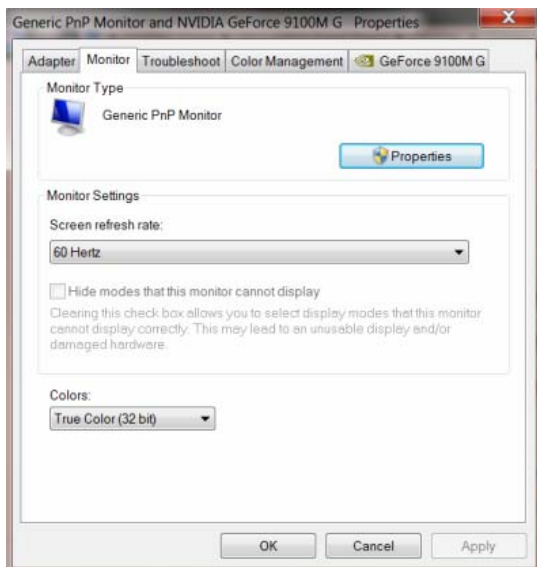 Generic PnP Monitor and NVIDIA GeForce 9100M G Properties
Adapter Monitor Troubleshoot Color Management GeForce 9100M G
Monitor Type
Generic PnP Monitor
Properties
Monitor Settings
Screen refresh rate:
60 Hertz
Hide modes that this monitor cannot display
Clearing this check box allows you to select display modes that this monitor
cannot display correctly. This may lead to an unusable display and/or
damaged hardware.
Colors:
True Color (32 bit)
OK Cancel Apply